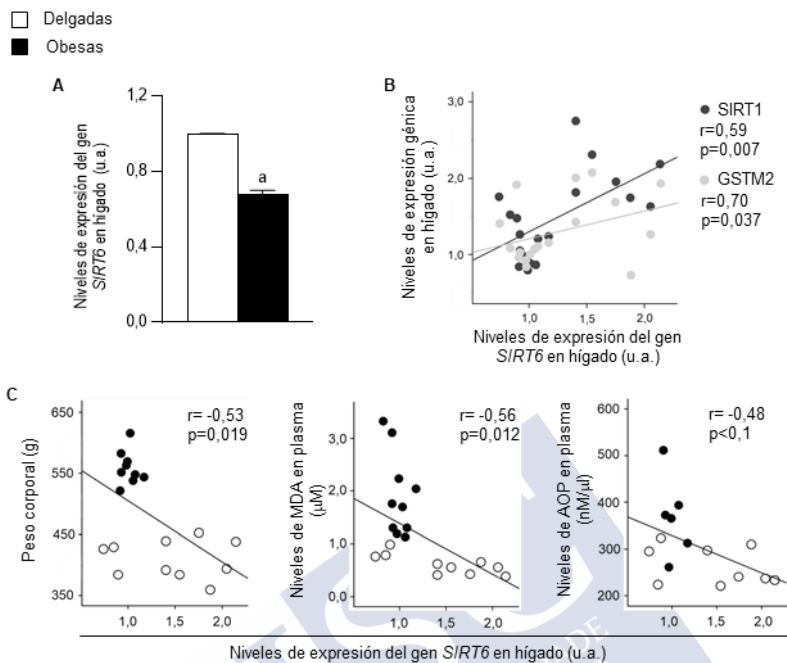 Delgadas
Obesas
A
Niveles de expresión del gen
SIRT6 en hígado (u.a.)
1,2
0,8
0,4
0,0
a
B
Niveles de expresión génica
en hígado (u.a.)
3,0
2,0
1,0
1,0
1,5
2,0
SIRT1
r=0,59
p=0,007
GSTM2
r=0,70
p=0,037
Niveles de expresión del gen
SIRT6 en hígado (u.a.)
C
Peso corporal (g)
650
550
450
350
r= -0,53
p=0,019
1,0
1,5
2,0
Niveles de MDA en plasma
(µM)
3,0
2,0
1,0
0,0
r= -0,56
p=0,012
1,0
1,5
2,0
Niveles de AOP en plasma
(nM/µl)
600
500
400
300
200
r= -0,48
p<0,1
1,0
1,5
2,0
Niveles de expresión del gen SIRT6 en hígado (u.a.)
DE